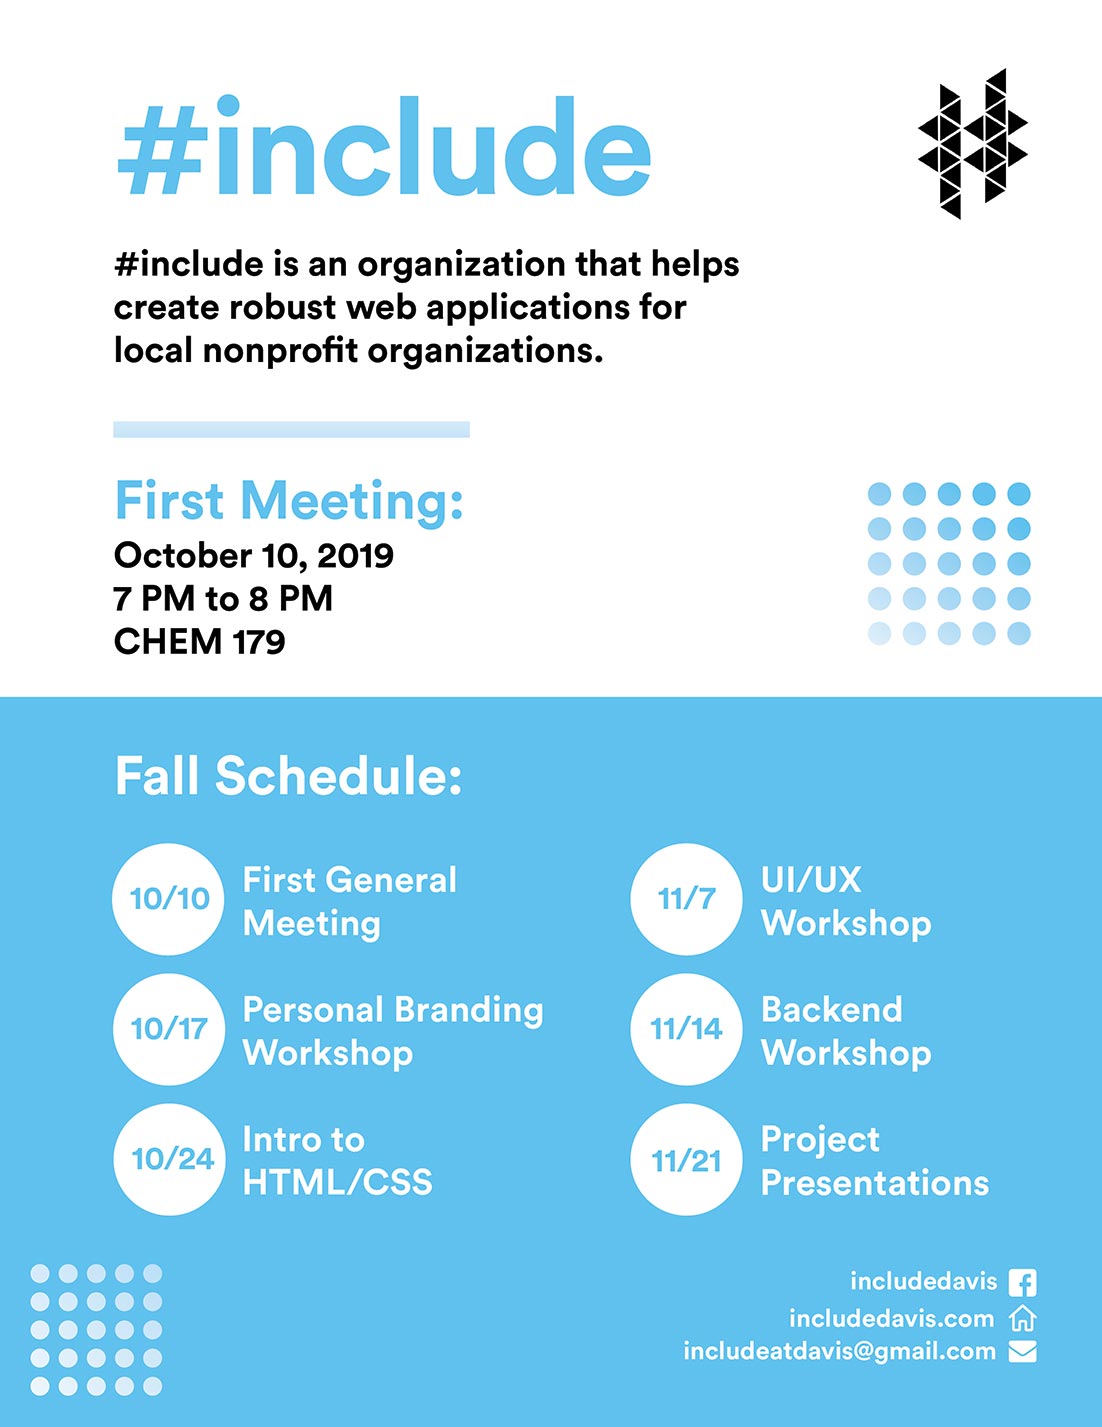 #include
#include is an organization that helps
create robust web applications for
local nonprofit organizations.
First Meeting:
October 10, 2019
7 PM to 8 PM
CHEM 179
Fall Schedule:
10/10
First General
Meeting
10/17
Personal Branding
Workshop
10/24
Intro to
HTML/CSS
11/7
UI/UX
Workshop
11/14
Backend
Workshop
11/21
Project
Presentations
includedavis
includedavis.com
includeatdavis@gmail.com